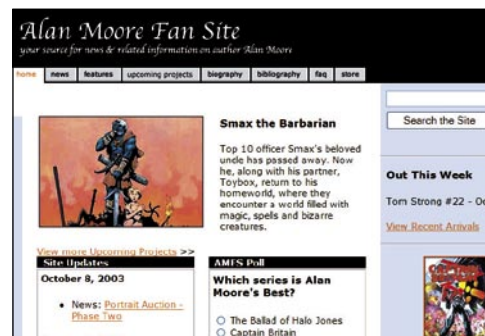 Alan Moore Fan Site
your source for news & related information on author Alan Moore
home news features upcoming projects biography bibliography faq store
Smax the Barbarian
Top 10 officer Smax's beloved
uncle has passed away. Now
he, along with his partner,
Toybox, return to his
homeworld, where they
encounter a world filled with
magic, spells and bizarre
creatures.
View more Upcoming Projects >>
Site Updates
October 8, 2003
• News: Portrait Auction -
Phase Two
AMFS Poll
Which series is Alan
Moore's Best?
The Ballad of Halo Jones
Captain Britain
Search the Site
Out This Week
Tom Strong #22 - Oc
View Recent Arrivals